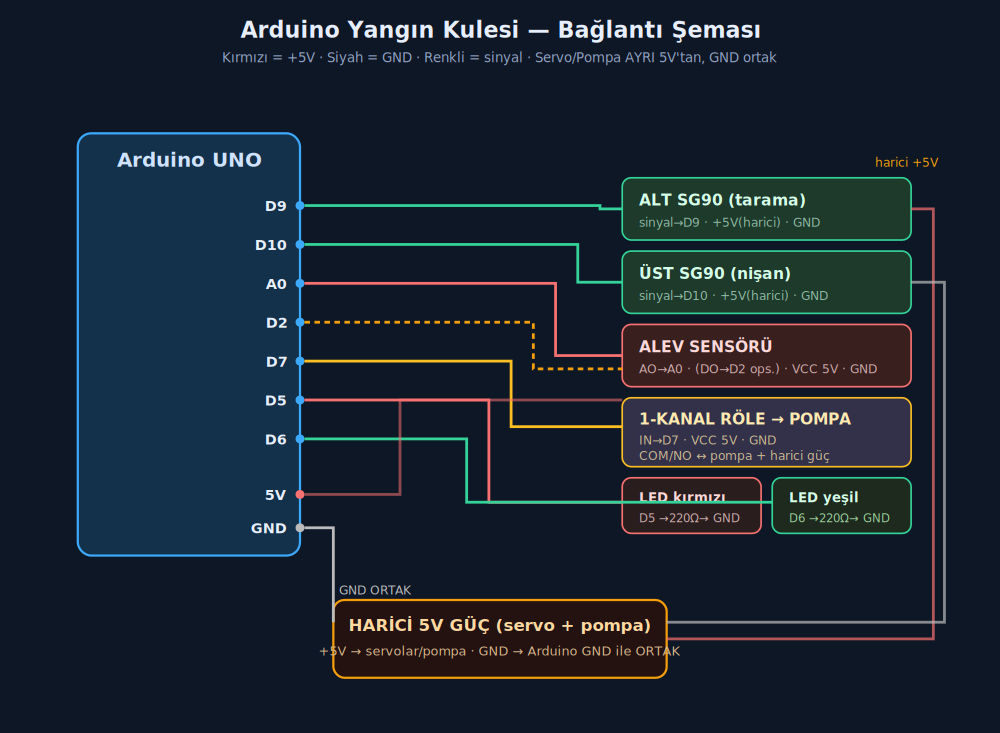 Arduino Yangın Kulesi — Bağlantı Şeması
Kırmızı = +5V · Siyah = GND · Renkli = sinyal · Servo/Pompa AYRI 5V'tan, GND ortak
Arduino UNO
D9
D10
A0
D2
D7
D5
D6
5V
GND
harici +5V
ALT SG90 (tarama)
sinyal→D9 · +5V(harici) · GND
ÜST SG90 (nişan)
sinyal→D10 · +5V(harici) · GND
ALEV SENSÖRÜ
AO→A0 · (DO→D2 ops.) · VCC 5V · GND
1-KANAL RÖLE → POMPA
IN→D7 · VCC 5V · GND
COM/NO ↔ pompa + harici güç
LED kırmızı
D5 →220Ω→ GND
LED yeşil
D6 →220Ω→ GND
GND ORTAK
HARİCİ 5V GÜÇ (servo + pompa)
+5V → servolar/pompa · GND → Arduino GND ile ORTAK